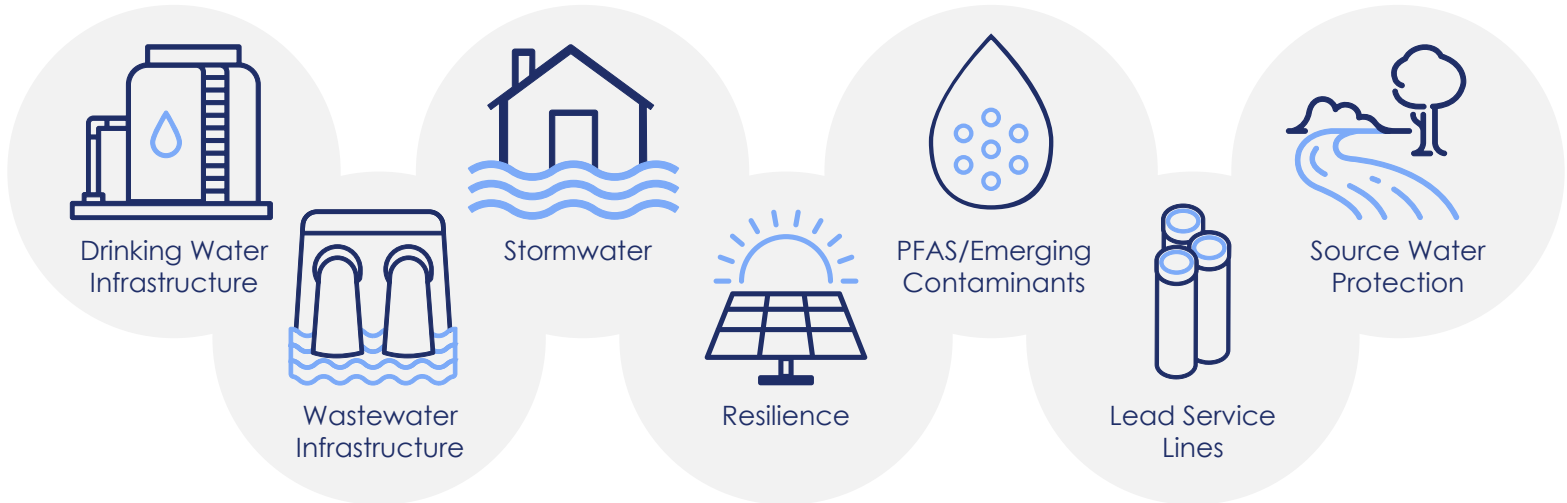 Drinking Water
Infrastructure
Wastewater
Infrastructure
Stormwater
Resilience
PFAS/Emerging
Contaminants
Lead Service
Lines
Source Water
Protection